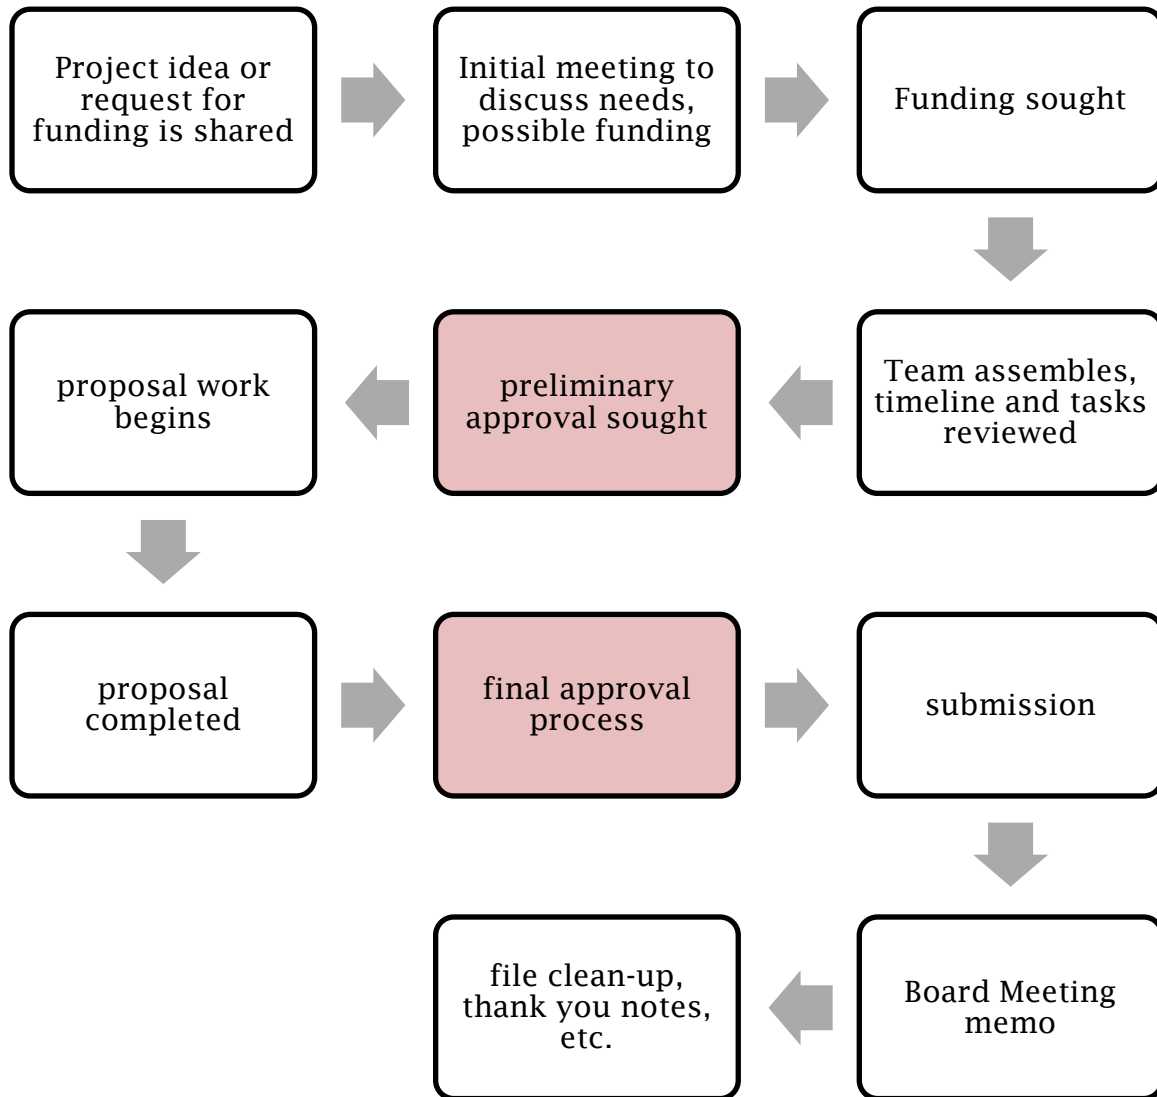 Project idea or
request for
funding is shared
Initial meeting to
discuss needs,
possible funding
Funding sought
Team assembles,
timeline and tasks
reviewed
preliminary
approval sought
proposal work
begins
proposal
completed
final approval
process
submission
Board Meeting
memo
file clean-up,
thank you notes,
etc.